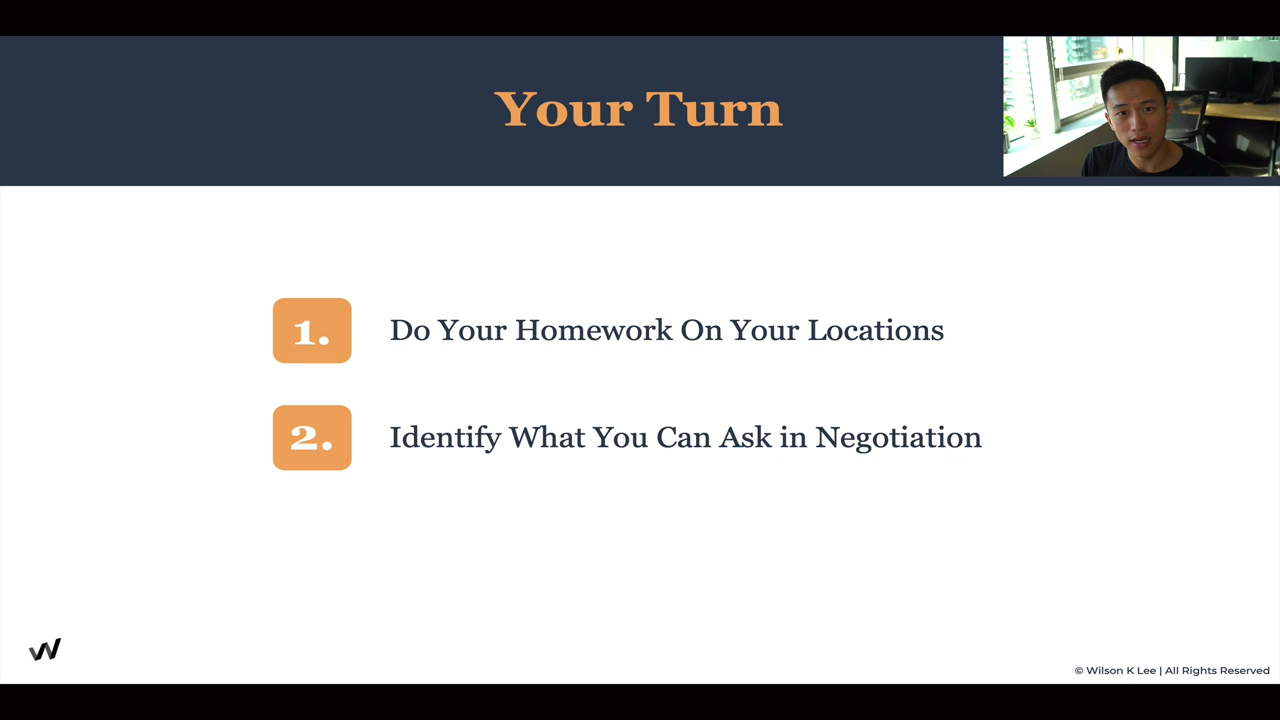 Your Turn
1. Do Your Homework On Your Locations
2. Identify What You Can Ask in Negotiation
© Wilson K Lee | All Rights Reserved